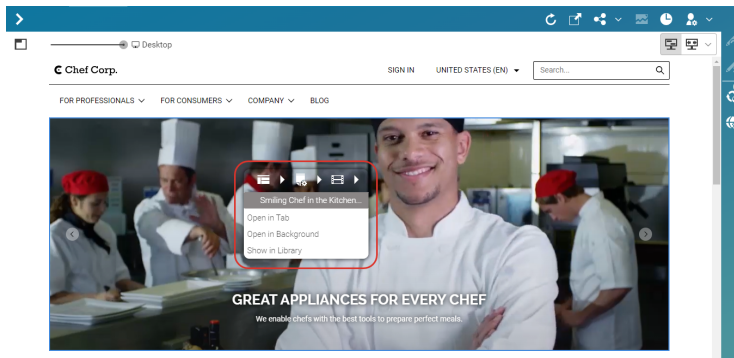 Desktop
Chef Corp.
SIGN IN UNITED STATES (EN) Search...
FOR PROFESSIONALS FOR CONSUMERS COMPANY BLOG
Smiling Chef in the Kitchen...
Open in Tab
Open in Background
Show in Library
GREAT APPLIANCES FOR EVERY CHEF
We enable chefs with the best tools to prepare perfect meals.